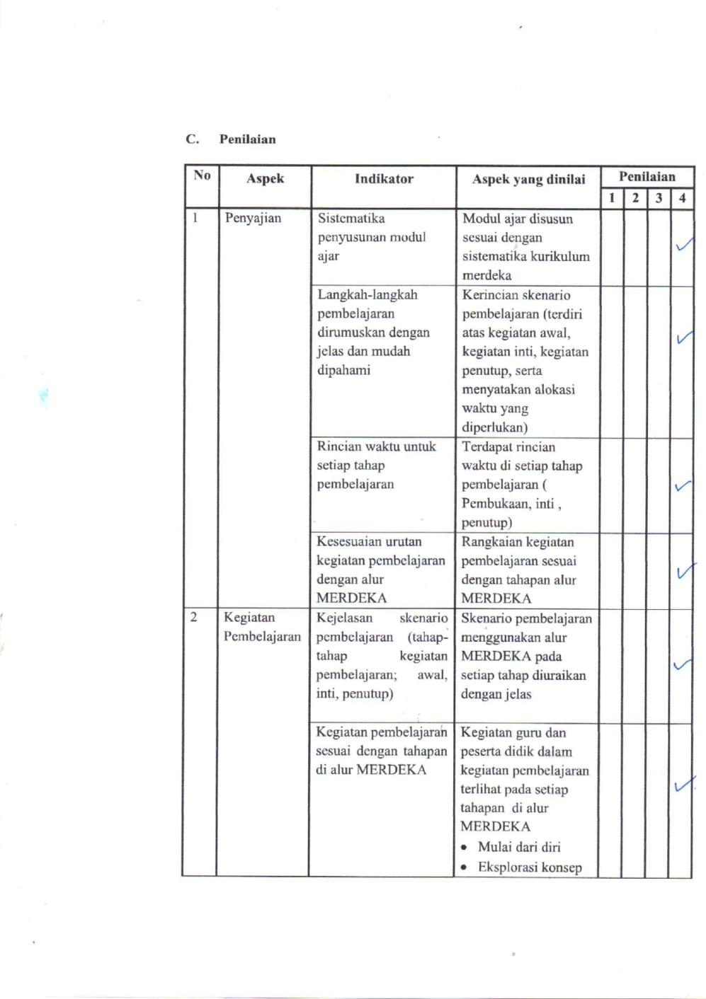 C. Penilaian
No Aspek Indikator Aspek yang dinilai Penilaian
1 2 3 4
1 Penyajian Sistematika Modul ajar disusun
penyusunan modul sesuai dengan
ajar sistematika kurikulum
merdeka
✓
Langkah-langkah Kerincian skenario
pembelajaran pembelajaran (terdiri
dirumuskan dengan atas kegiatan awal,
jelas dan mudah kegiatan inti, kegiatan
dipahami penutup, serta
menyatakan alokasi
waktu yang
diperlukan)
✓
Rincian waktu untuk Terdapat rincian
setiap tahap waktu di setiap tahap
pembelajaran pembelajaran (
Pembukaan, inti ,
penutup)
✓
Kesesuaian urutan Rangkaian kegiatan
kegiatan pembelajaran pembelajaran sesuai
dengan alur dengan tahapan alur
MERDEKA MERDEKA
✓
2 Kegiatan Kejelasan skenario Skenario pembelajaran
Pembelajaran pembelajaran (tahap- menggunakan alur
tahap kegiatan MERDEKA pada
pembelajaran; awal, setiap tahap diuraikan
inti, penutup) dengan jelas
✓
Kegiatan pembelajaran Kegiatan guru dan
sesuai dengan tahapan peserta didik dalam
di alur MERDEKA kegiatan pembelajaran
terlihat pada setiap
tahapan di alur
MERDEKA
• Mulai dari diri
• Eksplorasi konsep
✓